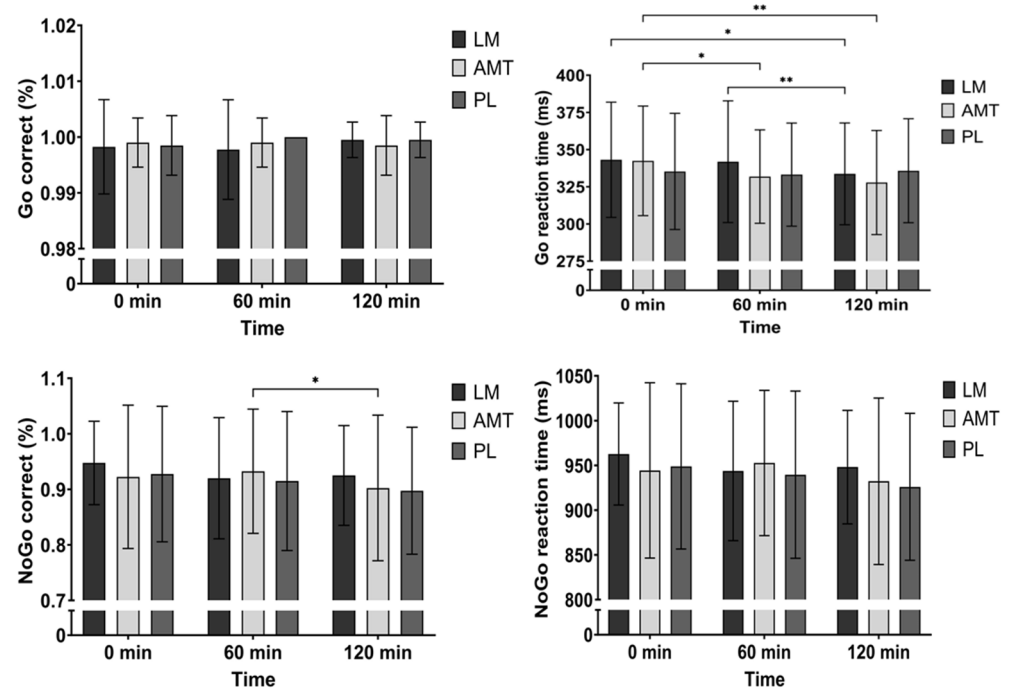 Go correct (%)
1.02
1.01
1.00
0.99
0.98
0
0 min 60 min 120 min
Time
LM
AMT
PL
Go reaction time (ms)
**
*
*
**
400
375
350
325
300
275
0
0 min 60 min 120 min
Time
LM
AMT
PL
NoGo correct (%)
*
1.1
1.0
0.9
0.8
0.7
0
0 min 60 min 120 min
Time
LM
AMT
PL
NoGo reaction time (ms)
1050
1000
950
900
850
800
0
0 min 60 min 120 min
Time
LM
AMT
PL